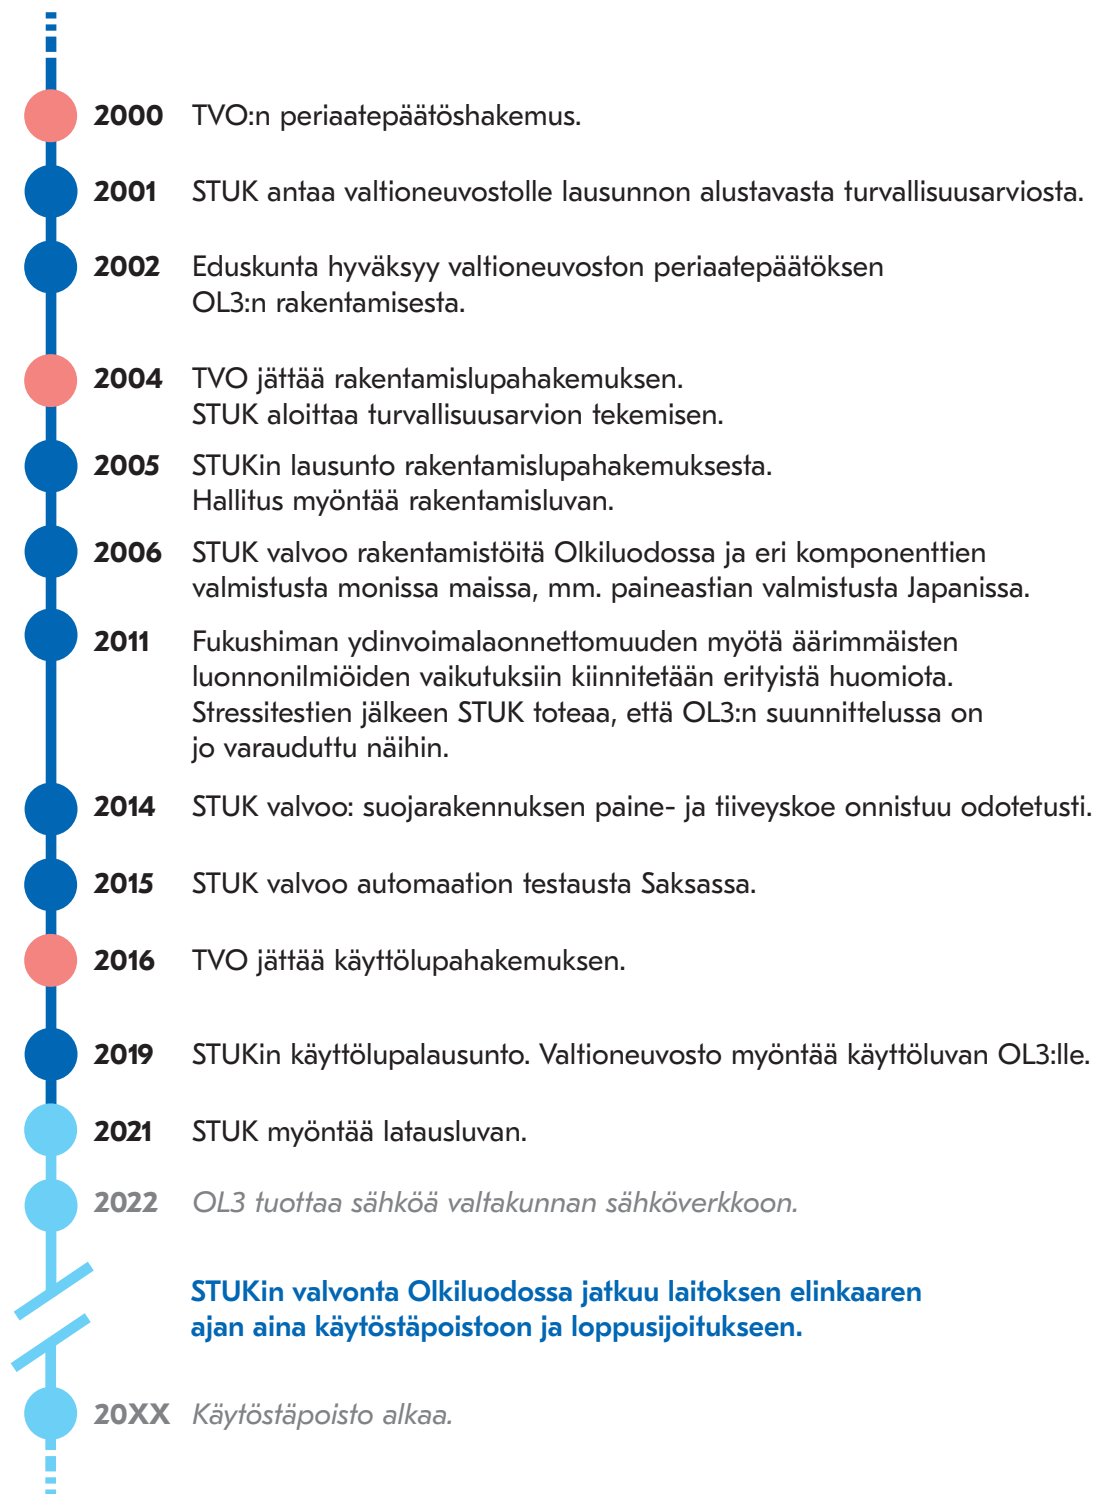 2000 TVO:n periaatepäätöshakemus.
2001 STUK antaa valtioneuvostolle lausunnon alustavasta turvallisuusarviosta.
2002 Eduskunta hyväksyy valtioneuvoston periaatepäätöksen
OL3:n rakentamisesta.
2004 TVO jättää rakentamislupahakemuksen.
STUK aloittaa turvallisuusarvion tekemisen.
2005 STUKin lausunto rakentamislupahakemuksesta.
Hallitus myöntää rakentamisluvan.
2006 STUK valvoo rakentamistöitä Olkiluodossa ja eri komponenttien
valmistusta monissa maissa, mm. paineastian valmistusta Japanissa.
2011 Fukushiman ydinvoimalaonnettomuuden myötä äärimmäisten
luonnonilmiöiden vaikutuksiin kiinnitetään erityistä huomiota.
Stressitestien jälkeen STUK toteaa, että OL3:n suunnittelussa on
jo varauduttu näihin.
2014 STUK valvoo: suojarakennuksen paine- ja tiiveyskoe onnistuu odotetusti.
2015 STUK valvoo automaation testausta Saksassa.
2016 TVO jättää käyttölupahakemuksen.
2019 STUKin käyttölupalausunto. Valtioneuvosto myöntää käyttöluvan OL3:lle.
2021 STUK myöntää latausluvan.
2022 OL3 tuottaa sähköä valtakunnan sähköverkkoon.
STUKin valvonta Olkiluodossa jatkuu laitoksen elinkaaren
ajan aina käytöstäpoistoon ja loppusijoitukseen.
20XX Käytöstäpoisto alkaa.